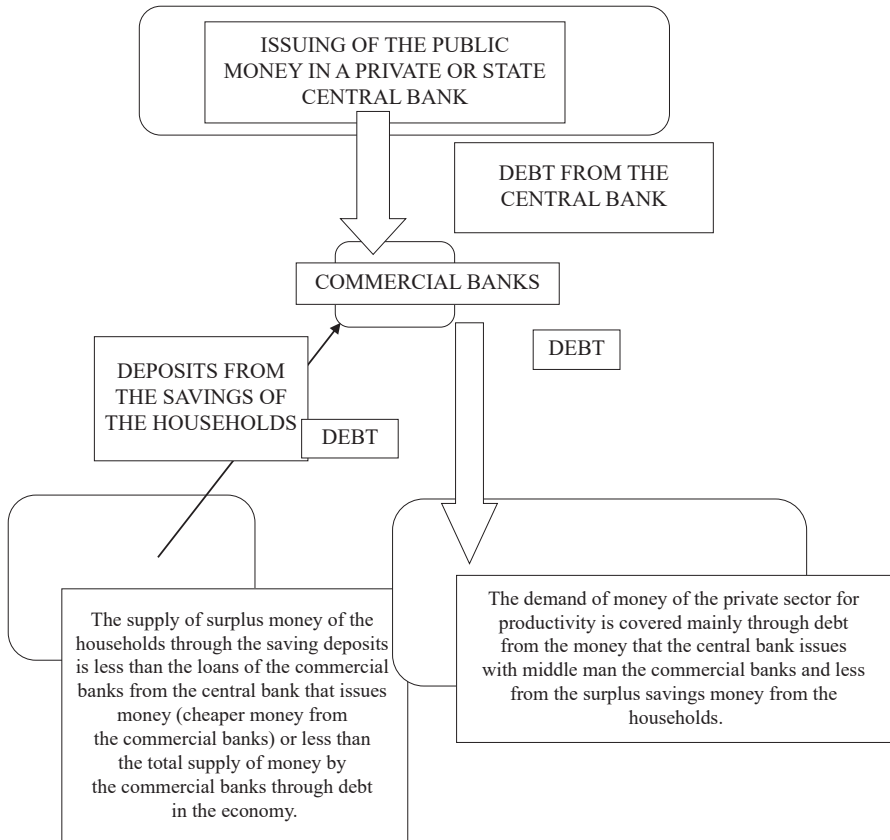 ISSUING OF THE PUBLIC
MONEY IN A PRIVATE OR STATE
CENTRAL BANK
DEBT FROM THE
CENTRAL BANK
COMMERCIAL BANKS
DEBT
DEPOSITS FROM
THE SAVINGS OF
THE HOUSEHOLDS
DEBT
The supply of surplus money of the
households through the saving deposits
is less than the loans of the commercial
banks from the central bank that issues
money (cheaper money from
the commercial banks) or less than
the total supply of money by
the commercial banks through debt
in the economy.
The demand of money of the private sector for
productivity is covered mainly through debt
from the money that the central bank issues
with middle man the commercial banks and less
from the surplus savings money from the
households.